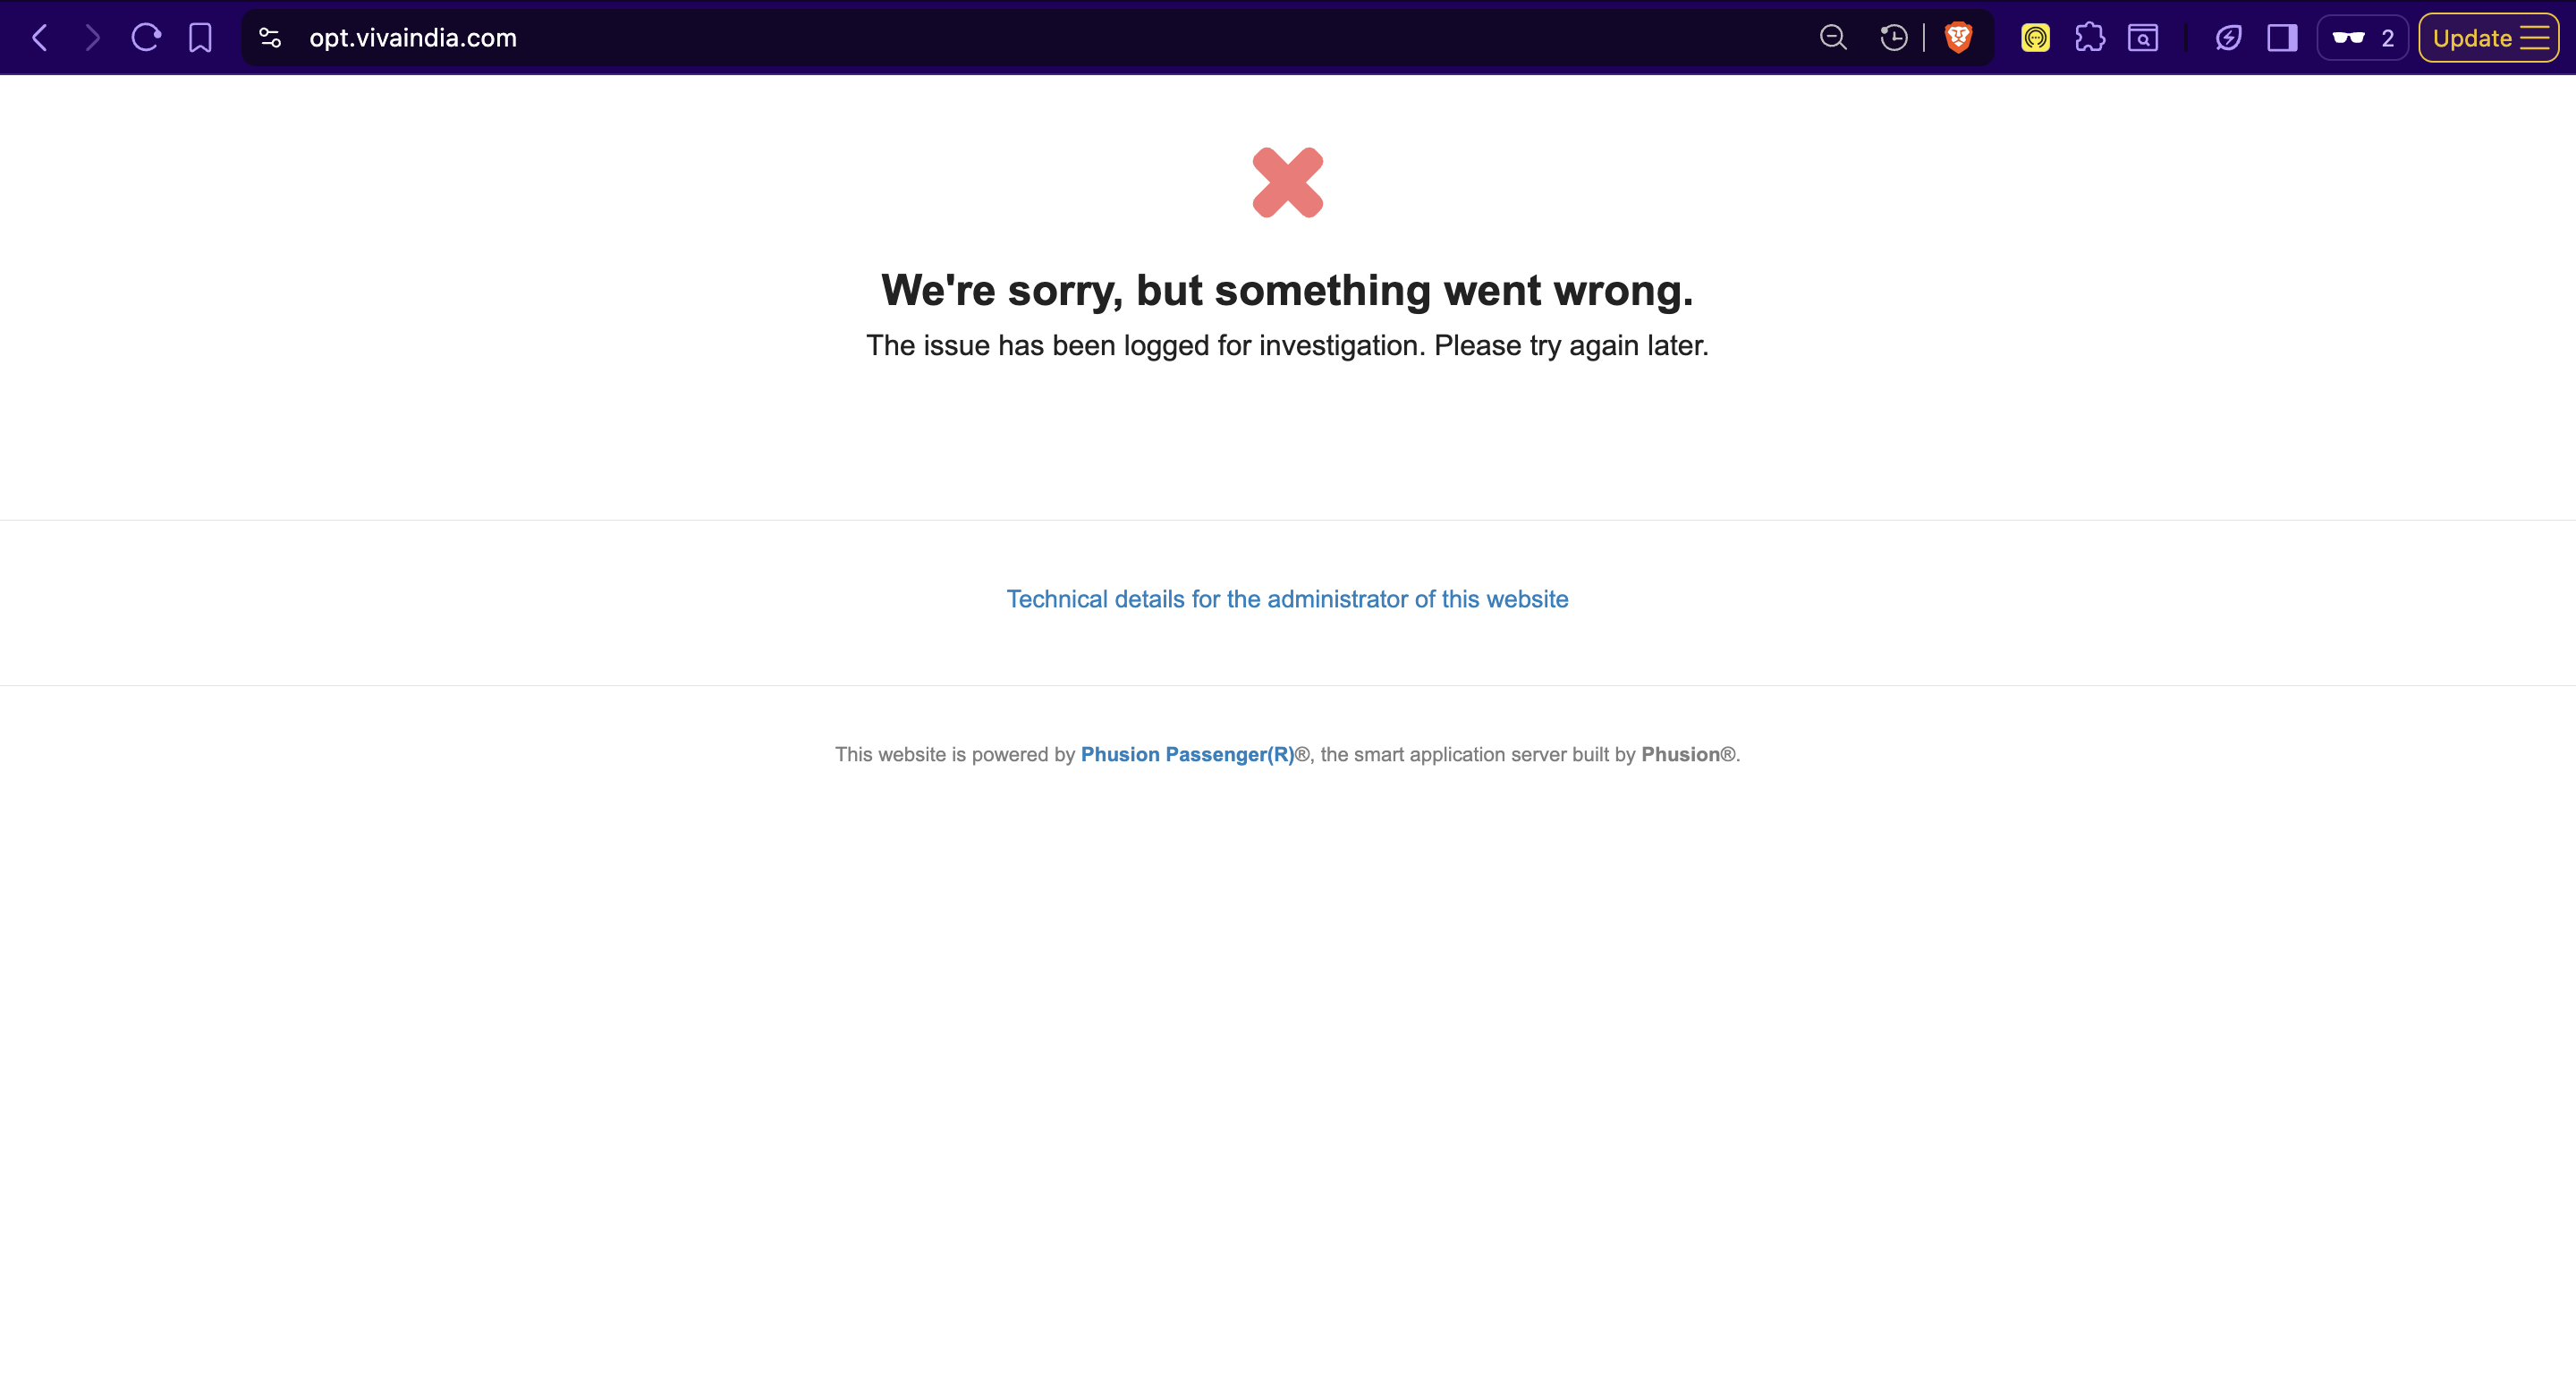 opt.vivaindia.com
2
Update
We're sorry, but something went wrong.
The issue has been logged for investigation. Please try again later.
Technical details for the administrator of this website
This website is powered by Phusion Passenger(R)®, the smart application server built by Phusion®.